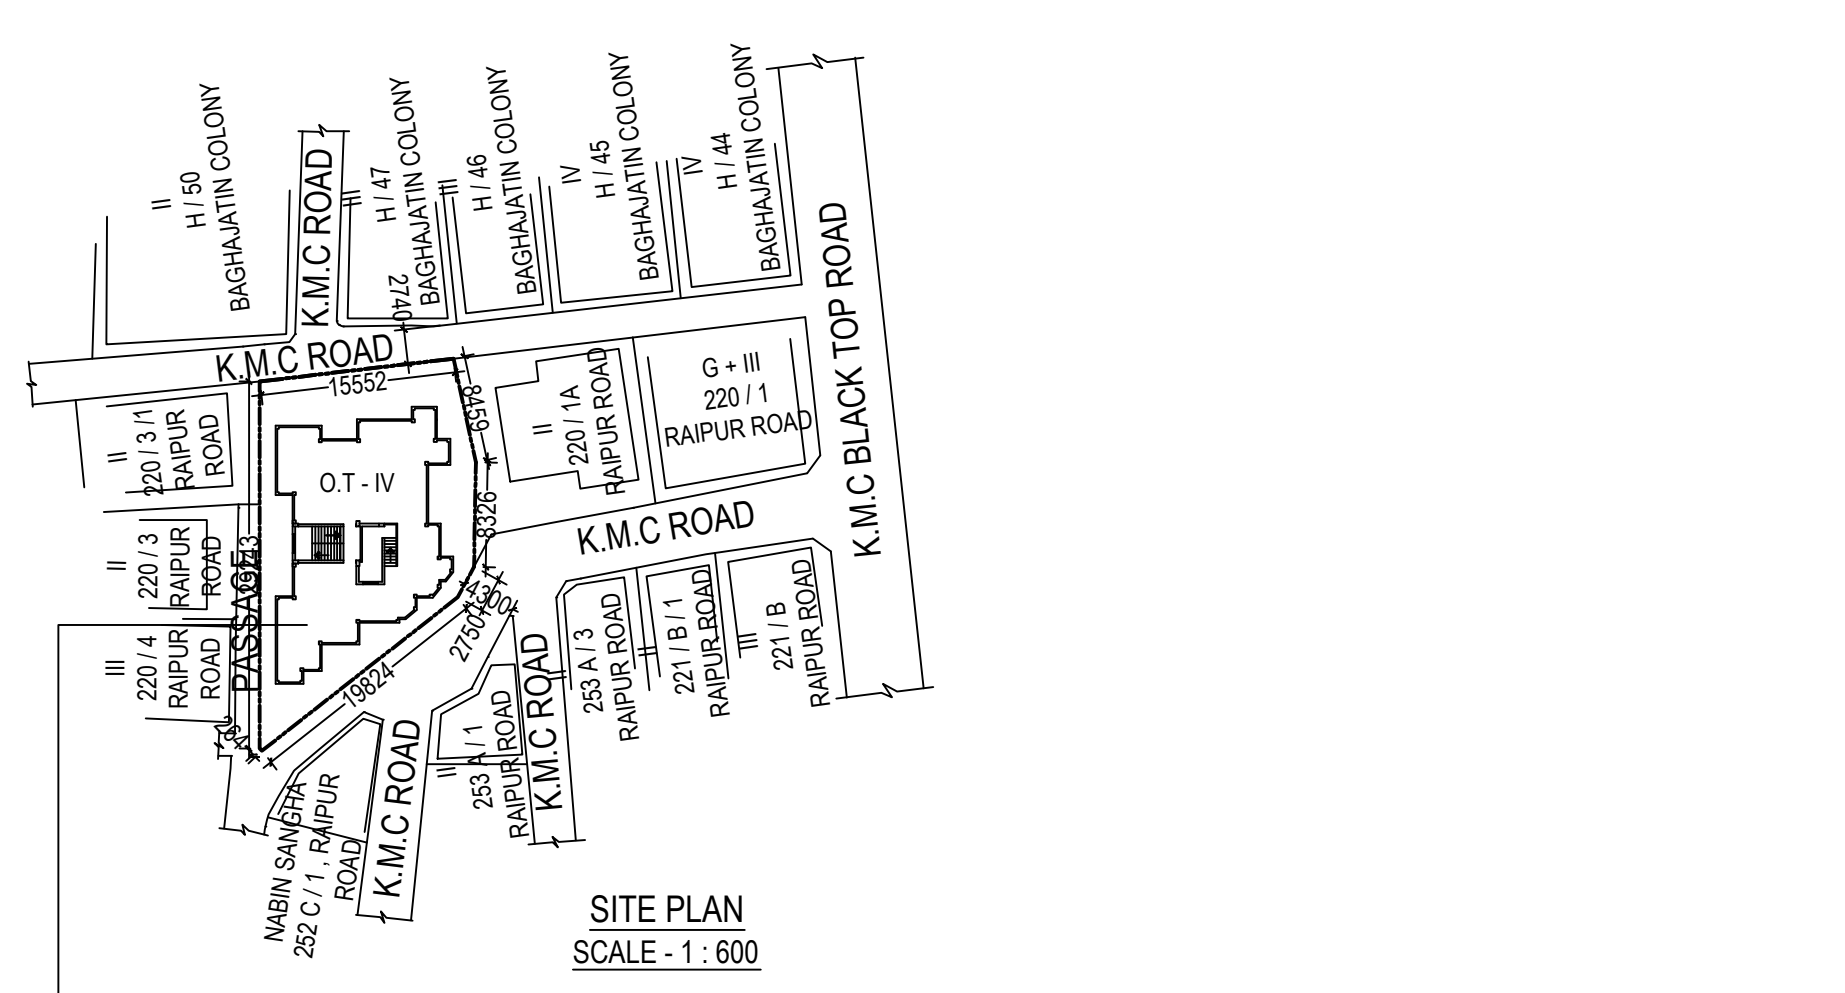 II
H / 50
BAGHAJATIN COLONY
K.M.C ROAD
III
H / 47
BAGHAJATIN COLONY
III
H / 46
BAGHAJATIN COLONY
IV
H / 45
BAGHAJATIN COLONY
IV
H / 44
BAGHAJATIN COLONY
K.M.C BLACK TOP ROAD
2740
K.M.C ROAD
15552
8459
II
220 / 1A
RAIPUR ROAD
G + III
220 / 1
RAIPUR ROAD
II
220 / 3 /1
RAIPUR
ROAD
O.T - IV
8326
K.M.C ROAD
II
220 / 3
RAIPUR
ROAD
PASSAGE
4300
2750
III
220 / 4
RAIPUR
ROAD
19824
K.M.C ROAD
253 A / 3
RAIPUR ROAD
II
221 / B / 1
RAIPUR ROAD
III
221 / B
RAIPUR ROAD
II
253 A / 1
RAIPUR ROAD
K.M.C ROAD
NABIN SANGHA
252 C / 1 , RAIPUR
ROAD
SITE PLAN
SCALE - 1 : 600